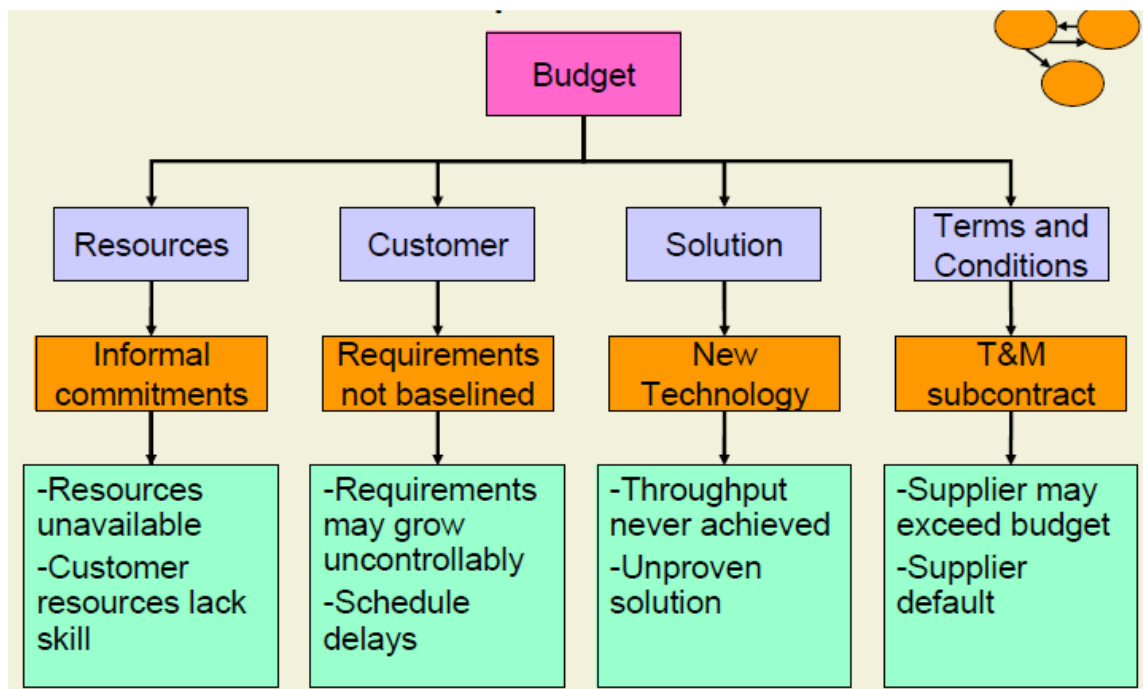 Budget
Resources
Customer
Solution
Terms and
Conditions
Informal
commitments
Requirements
not baselined
New
Technology
T&M
subcontract
-Resources
unavailable
-Customer
resources lack
skill
-Requirements
may grow
uncontrollably
-Schedule
delays
-Throughput
never achieved
-Unproven
solution
-Supplier may
exceed budget
-Supplier
default